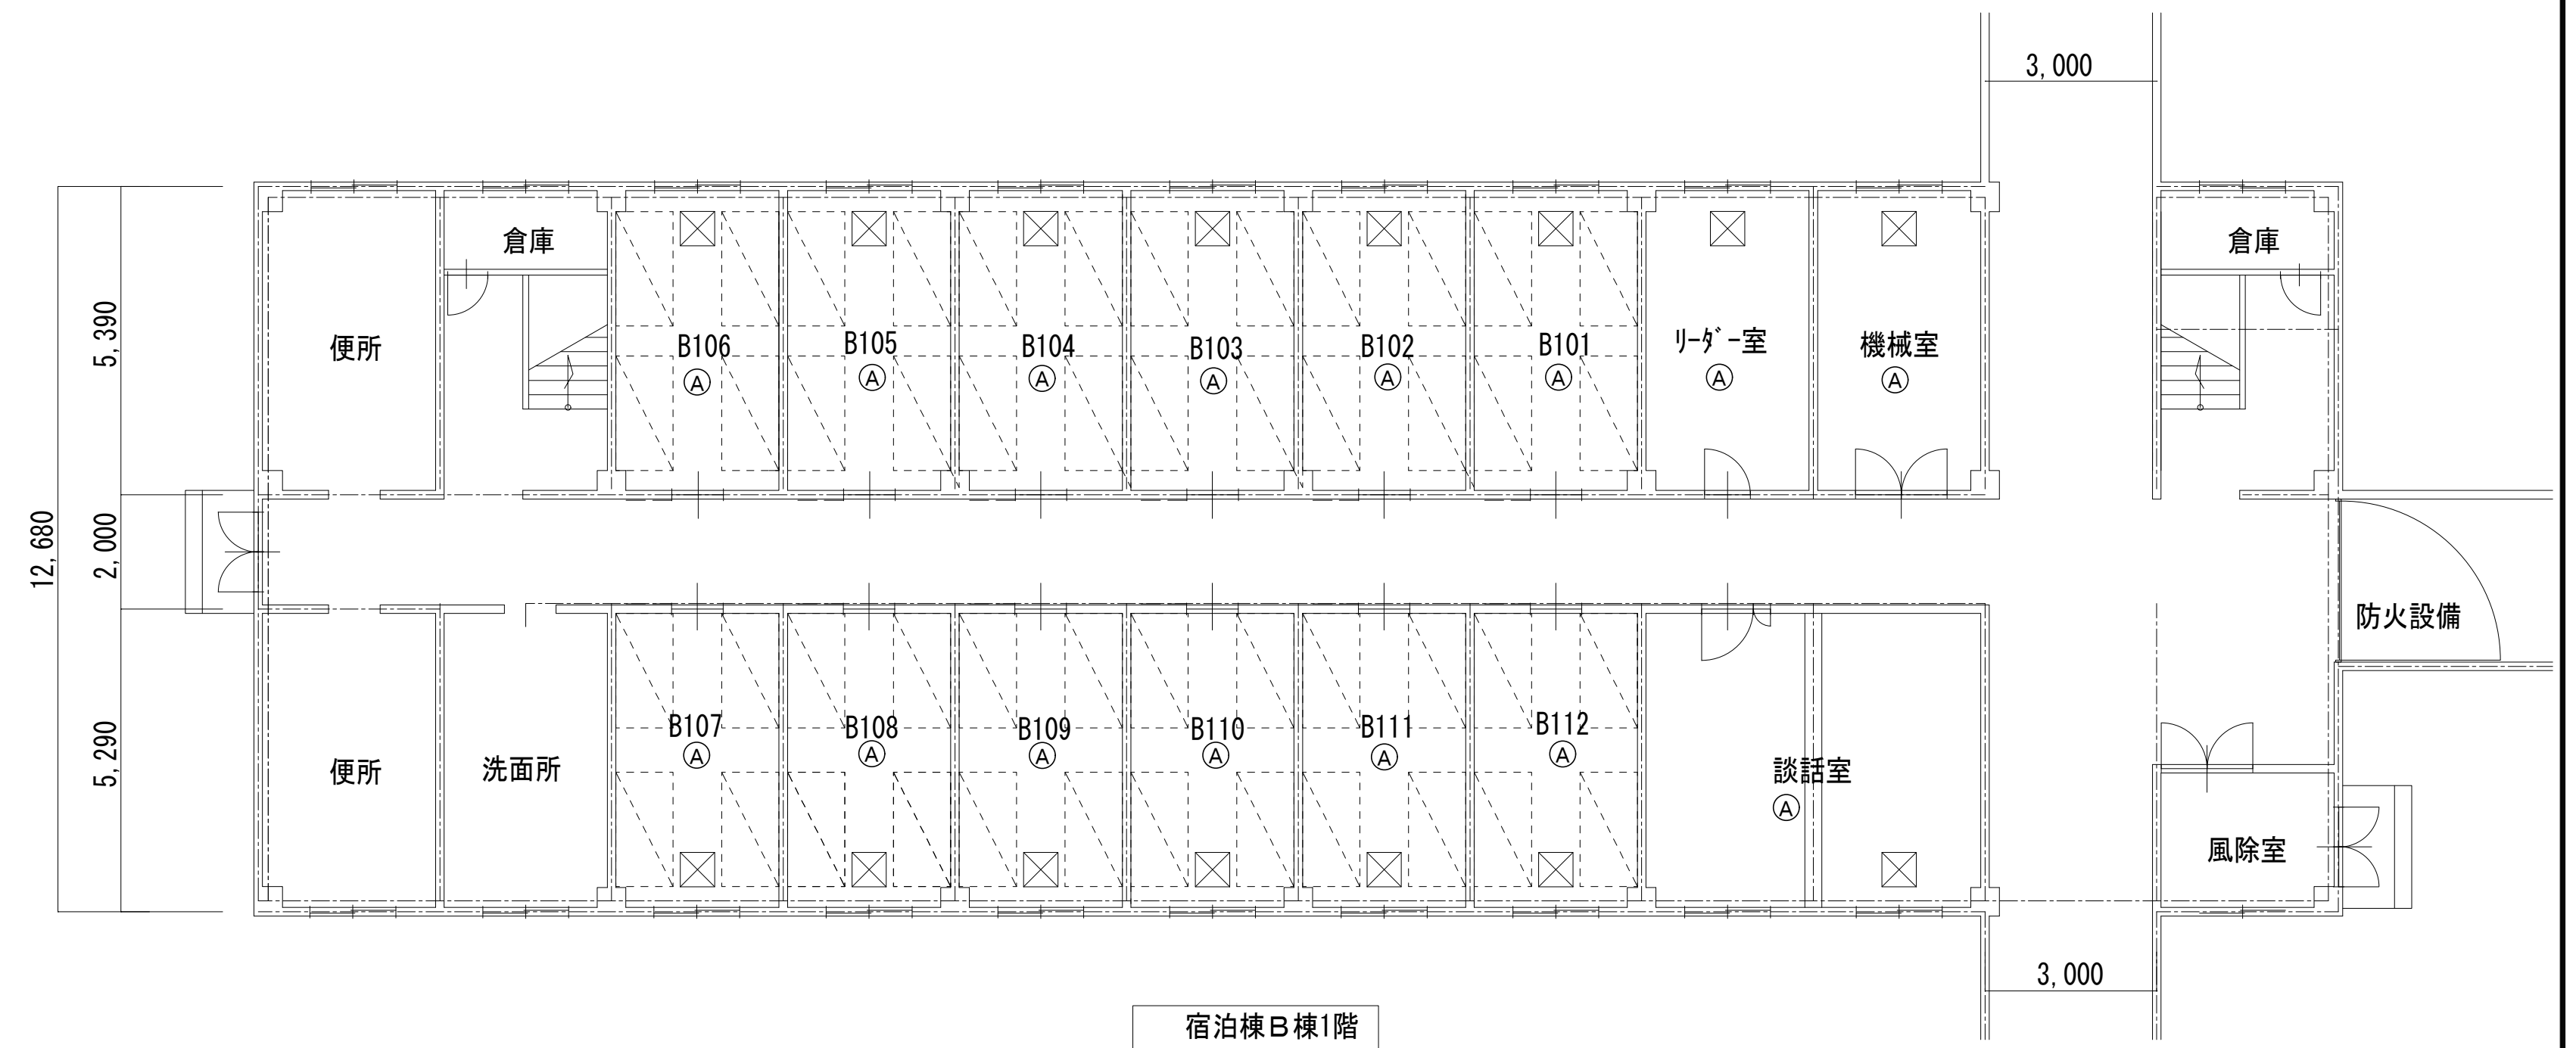 3,000
倉庫
倉庫
便所
B106
Ⓐ
B105
Ⓐ
B104
Ⓐ
B103
Ⓐ
B102
Ⓐ
B101
Ⓐ
ﾘｰﾀﾞｰ室
Ⓐ
機械室
Ⓐ
5,390
2,000
12,680
5,290
防火設備
便所
洗面所
B107
Ⓐ
B108
Ⓐ
B109
Ⓐ
B110
Ⓐ
B111
Ⓐ
B112
Ⓐ
談話室
Ⓐ
風除室
3,000
宿泊棟Ｂ棟1階